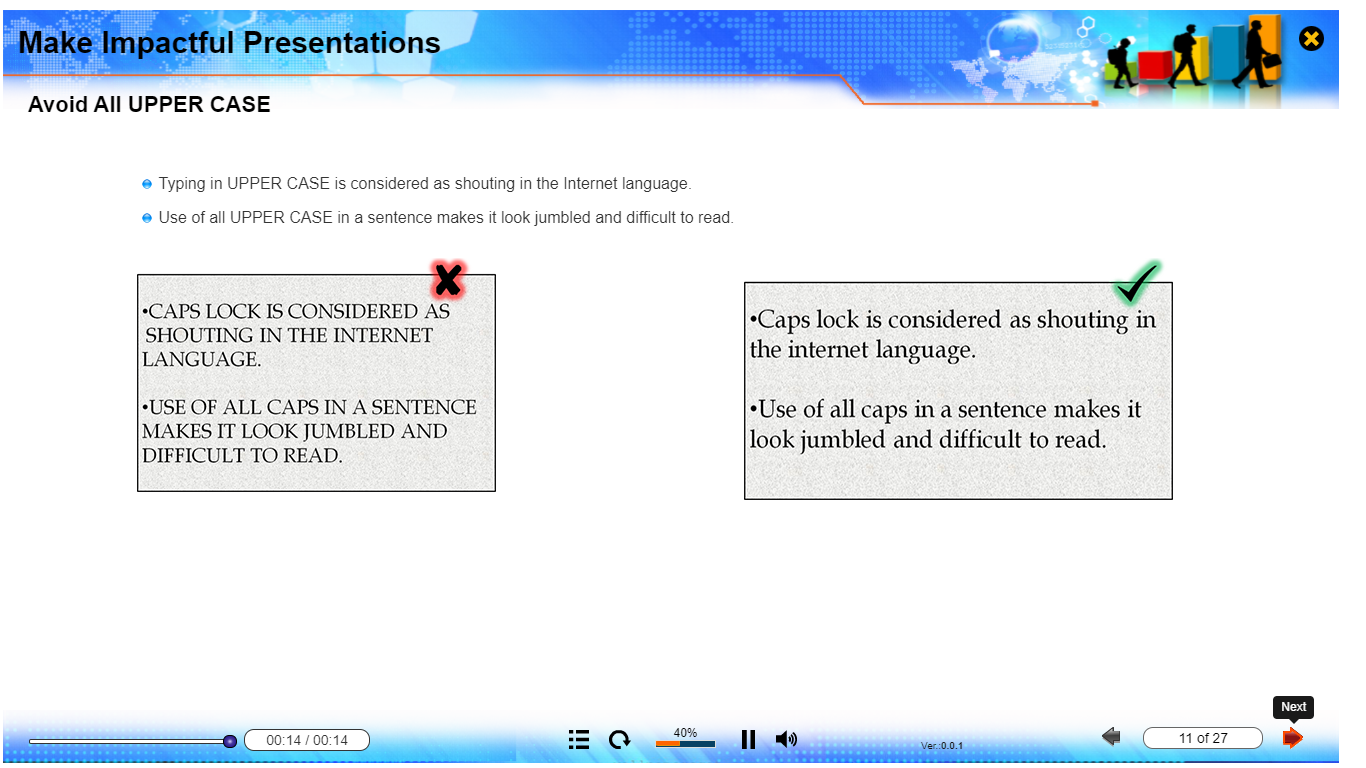 Make Impactful Presentations
Avoid All UPPER CASE
Typing in UPPER CASE is considered as shouting in the Internet language.
Use of all UPPER CASE in a sentence makes it look jumbled and difficult to read.
•CAPS LOCK IS CONSIDERED AS
SHOUTING IN THE INTERNET
LANGUAGE.
•USE OF ALL CAPS IN A SENTENCE
MAKES IT LOOK JUMBLED AND
DIFFICULT TO READ.
•Caps lock is considered as shouting in
the internet language.
•Use of all caps in a sentence makes it
look jumbled and difficult to read.
Next
00:14 / 00:14
40%
Ver.:0.0.1
11 of 27